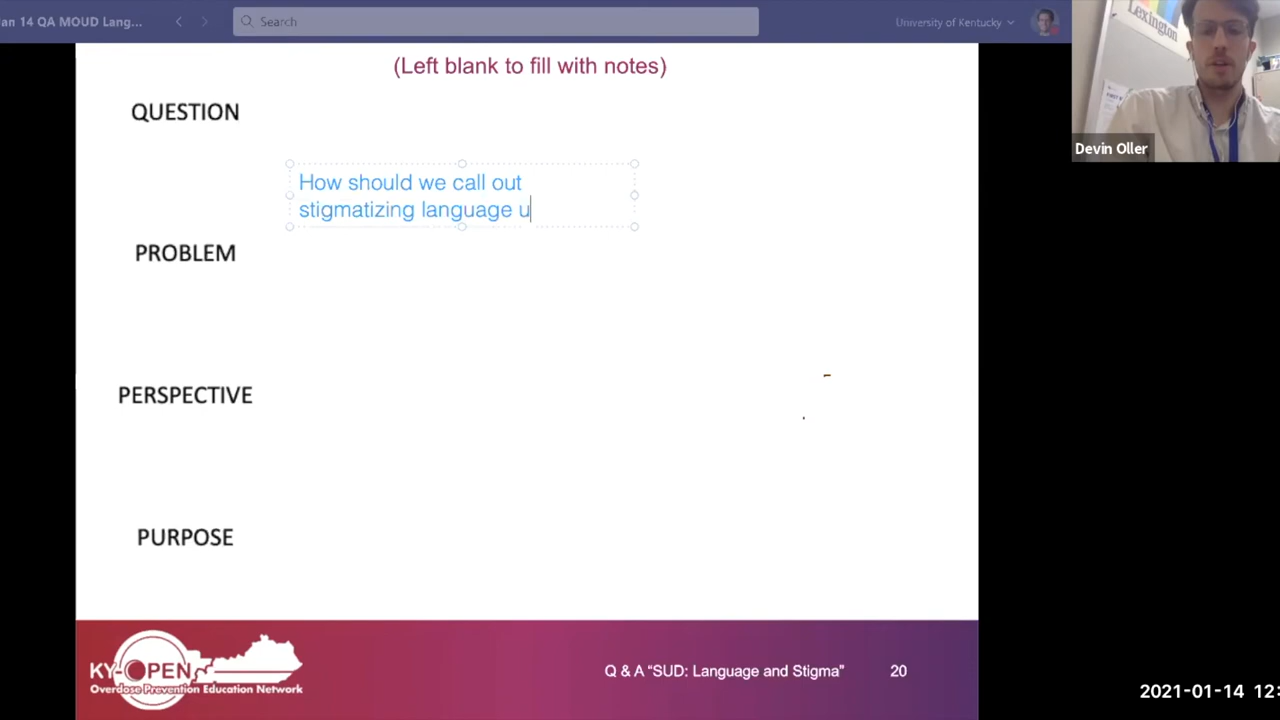 an 14 QA MOUD Lang...
Search
University of Kentucky
Lexington
Devin Oller
(Left blank to fill with notes)
QUESTION
How should we call out
stigmatizing language u
PROBLEM
PERSPECTIVE
PURPOSE
KY-OPEN
Overdose Prevention Education Network
Q & A “SUD: Language and Stigma”
20
2021-01-14 12: